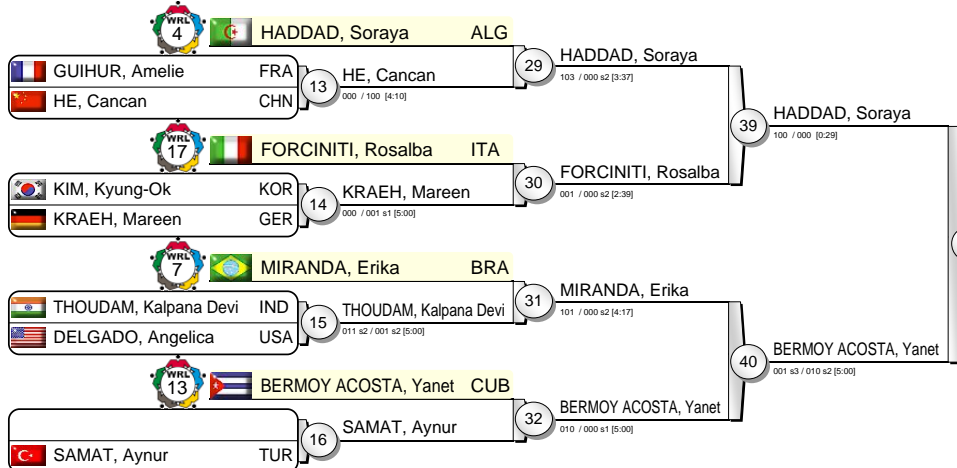 WRL
4 HADDAD, Soraya ALG
GUIHUR, Amelie FRA
HE, Cancan CHN
13 HE, Cancan
000 / 100 [4:10]
29 HADDAD, Soraya
103 / 000 s2 [3:37]
WRL
17 FORCINITI, Rosalba ITA
KIM, Kyung-Ok KOR
KRAEH, Mareen GER
14 KRAEH, Mareen
000 / 001 s1 [5:00]
30 FORCINITI, Rosalba
001 / 000 s2 [2:39]
39 HADDAD, Soraya
100 / 000 [0:29]
WRL
7 MIRANDA, Erika BRA
THOUDAM, Kalpana Devi IND
DELGADO, Angelica USA
15 THOUDAM, Kalpana Devi
011 s2 / 001 s2 [5:00]
31 MIRANDA, Erika
101 / 000 s2 [4:17]
WRL
13 BERMOY ACOSTA, Yanet CUB
SAMAT, Aynur TUR
16 SAMAT, Aynur
32 BERMOY ACOSTA, Yanet
010 / 000 s1 [5:00]
40 BERMOY ACOSTA, Yanet
001 s3 / 010 s2 [5:00]